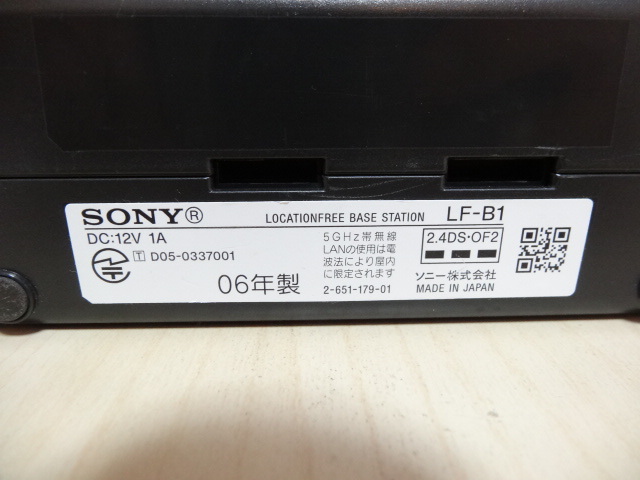 SONY® LOCATIONFREE BASE STATION LF-B1
DC:12V 1A
T D05-0337001
06年製
5GHz帯無線
LANの使用は電
波法により屋内
に限定されます
2-651-179-01
2.4DS・OF2
ソニー株式会社
MADE IN JAPAN